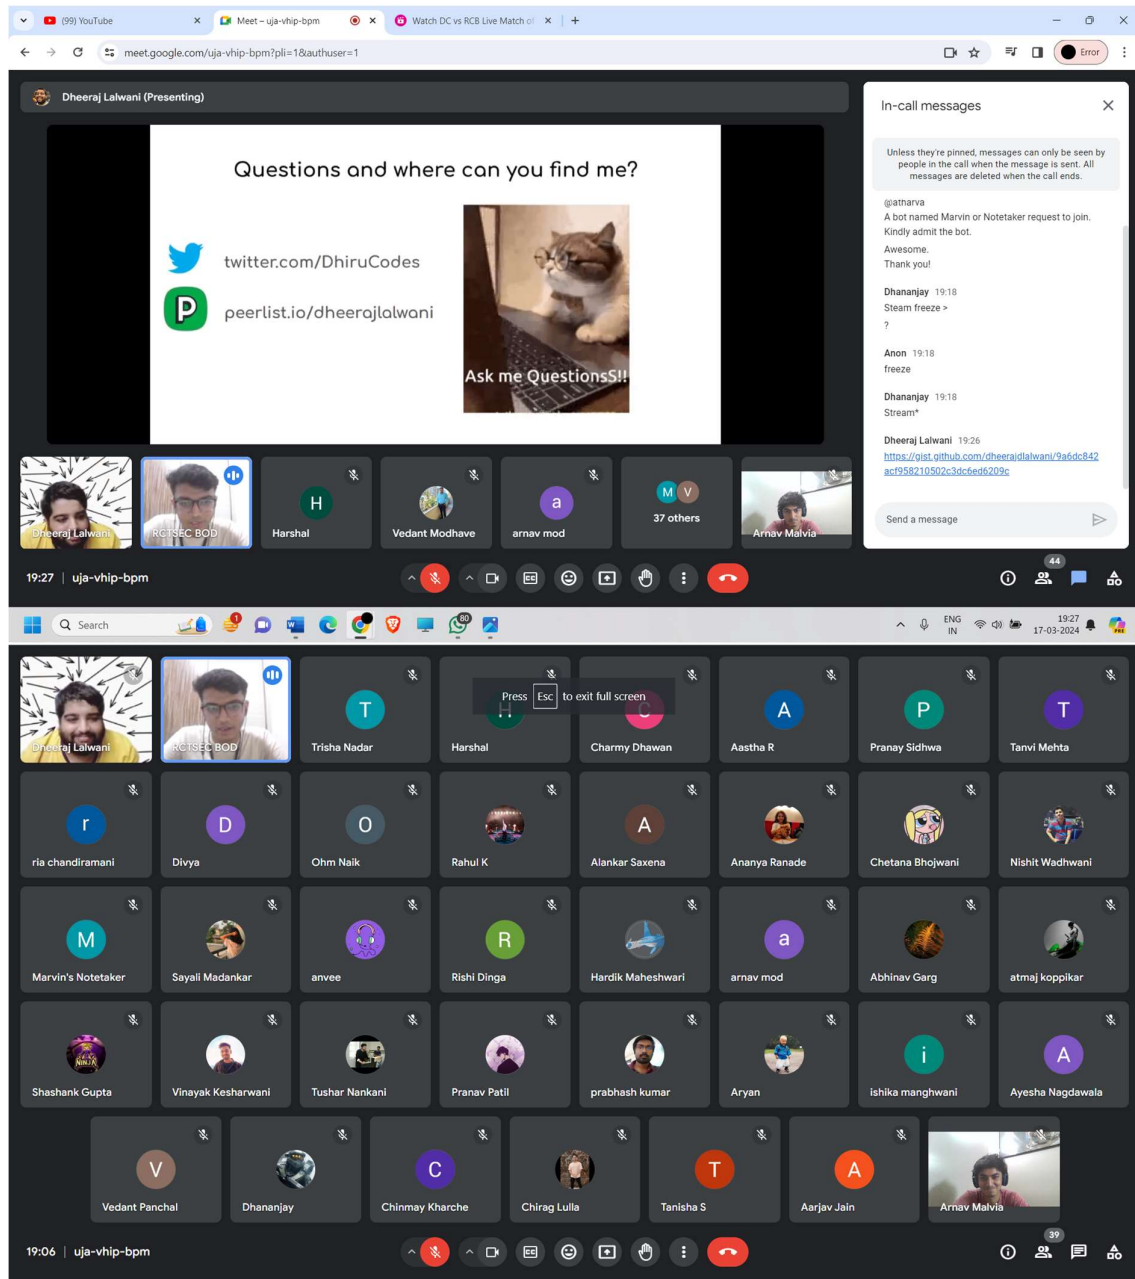 (99) YouTube
Meet – uja-vhip-bpm
Watch DC vs RCB Live Match of
meet.google.com/uja-vhip-bpm?pli=1&authuser=1
Error
Dheeraj Lalwani (Presenting)
Questions and where can you find me?
twitter.com/DhiruCodes
P
peerlist.io/dheerajlalwani
Ask me QuestionsS!!
In-call messages
Unless they're pinned, messages can only be seen by
people in the call when the message is sent. All
messages are deleted when the call ends.
@atharva
A bot named Marvin or Notetaker request to join.
Kindly admit the bot.
Awesome.
Thank you!
Dhananjay 19:18
Steam freeze >
?
Anon 19:18
freeze
Dhananjay 19:18
Stream*
Dheeraj Lalwani 19:26
https://gist.github.com/dheerajdlalwani/9a6dc842
acf958210502c3dc6ed6209c
Send a message
H
a
M V
37 others
Dheeraj Lalwani
RCTSEC BOD
Harshal
Vedant Modhave
arnav mod
Arnav Malvia
19:27 | uja-vhip-bpm
CC
44
Search
1
W
80
ENG
IN
19:27
17-03-2024
PRE
Press Esc to exit full screen
T
H
C
A
P
T
Dheeraj Lalwani
RCTSEC BOD
Trisha Nadar
Harshal
Charmy Dhawan
Aastha R
Pranay Sidhwa
Tanvi Mehta
r
D
O
A
ria chandiramani
Divya
Ohm Naik
Rahul K
Alankar Saxena
Ananya Ranade
Chetana Bhojwani
Nishit Wadhwani
M
R
a
Marvin's Notetaker
Sayali Madankar
anvee
Rishi Dinga
Hardik Maheshwari
arnav mod
Abhinav Garg
atmaj koppikar
NINJA
i
A
Shashank Gupta
Vinayak Kesharwani
Tushar Nankani
Pranav Patil
prabhash kumar
Aryan
ishika manghwani
Ayesha Nagdawala
V
C
T
A
Vedant Panchal
Dhananjay
Chinmay Kharche
Chirag Lulla
Tanisha S
Aarjav Jain
Arnav Malvia
19:06 | uja-vhip-bpm
CC
39